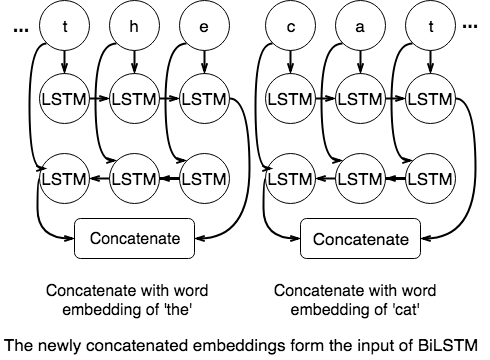 ... t h e c a t ...
LSTM LSTM LSTM LSTM LSTM LSTM
LSTM LSTM LSTM LSTM LSTM LSTM
Concatenate Concatenate
Concatenate with word
embedding of 'the'
Concatenate with word
embedding of 'cat'
The newly concatenated embeddings form the input of BiLSTM